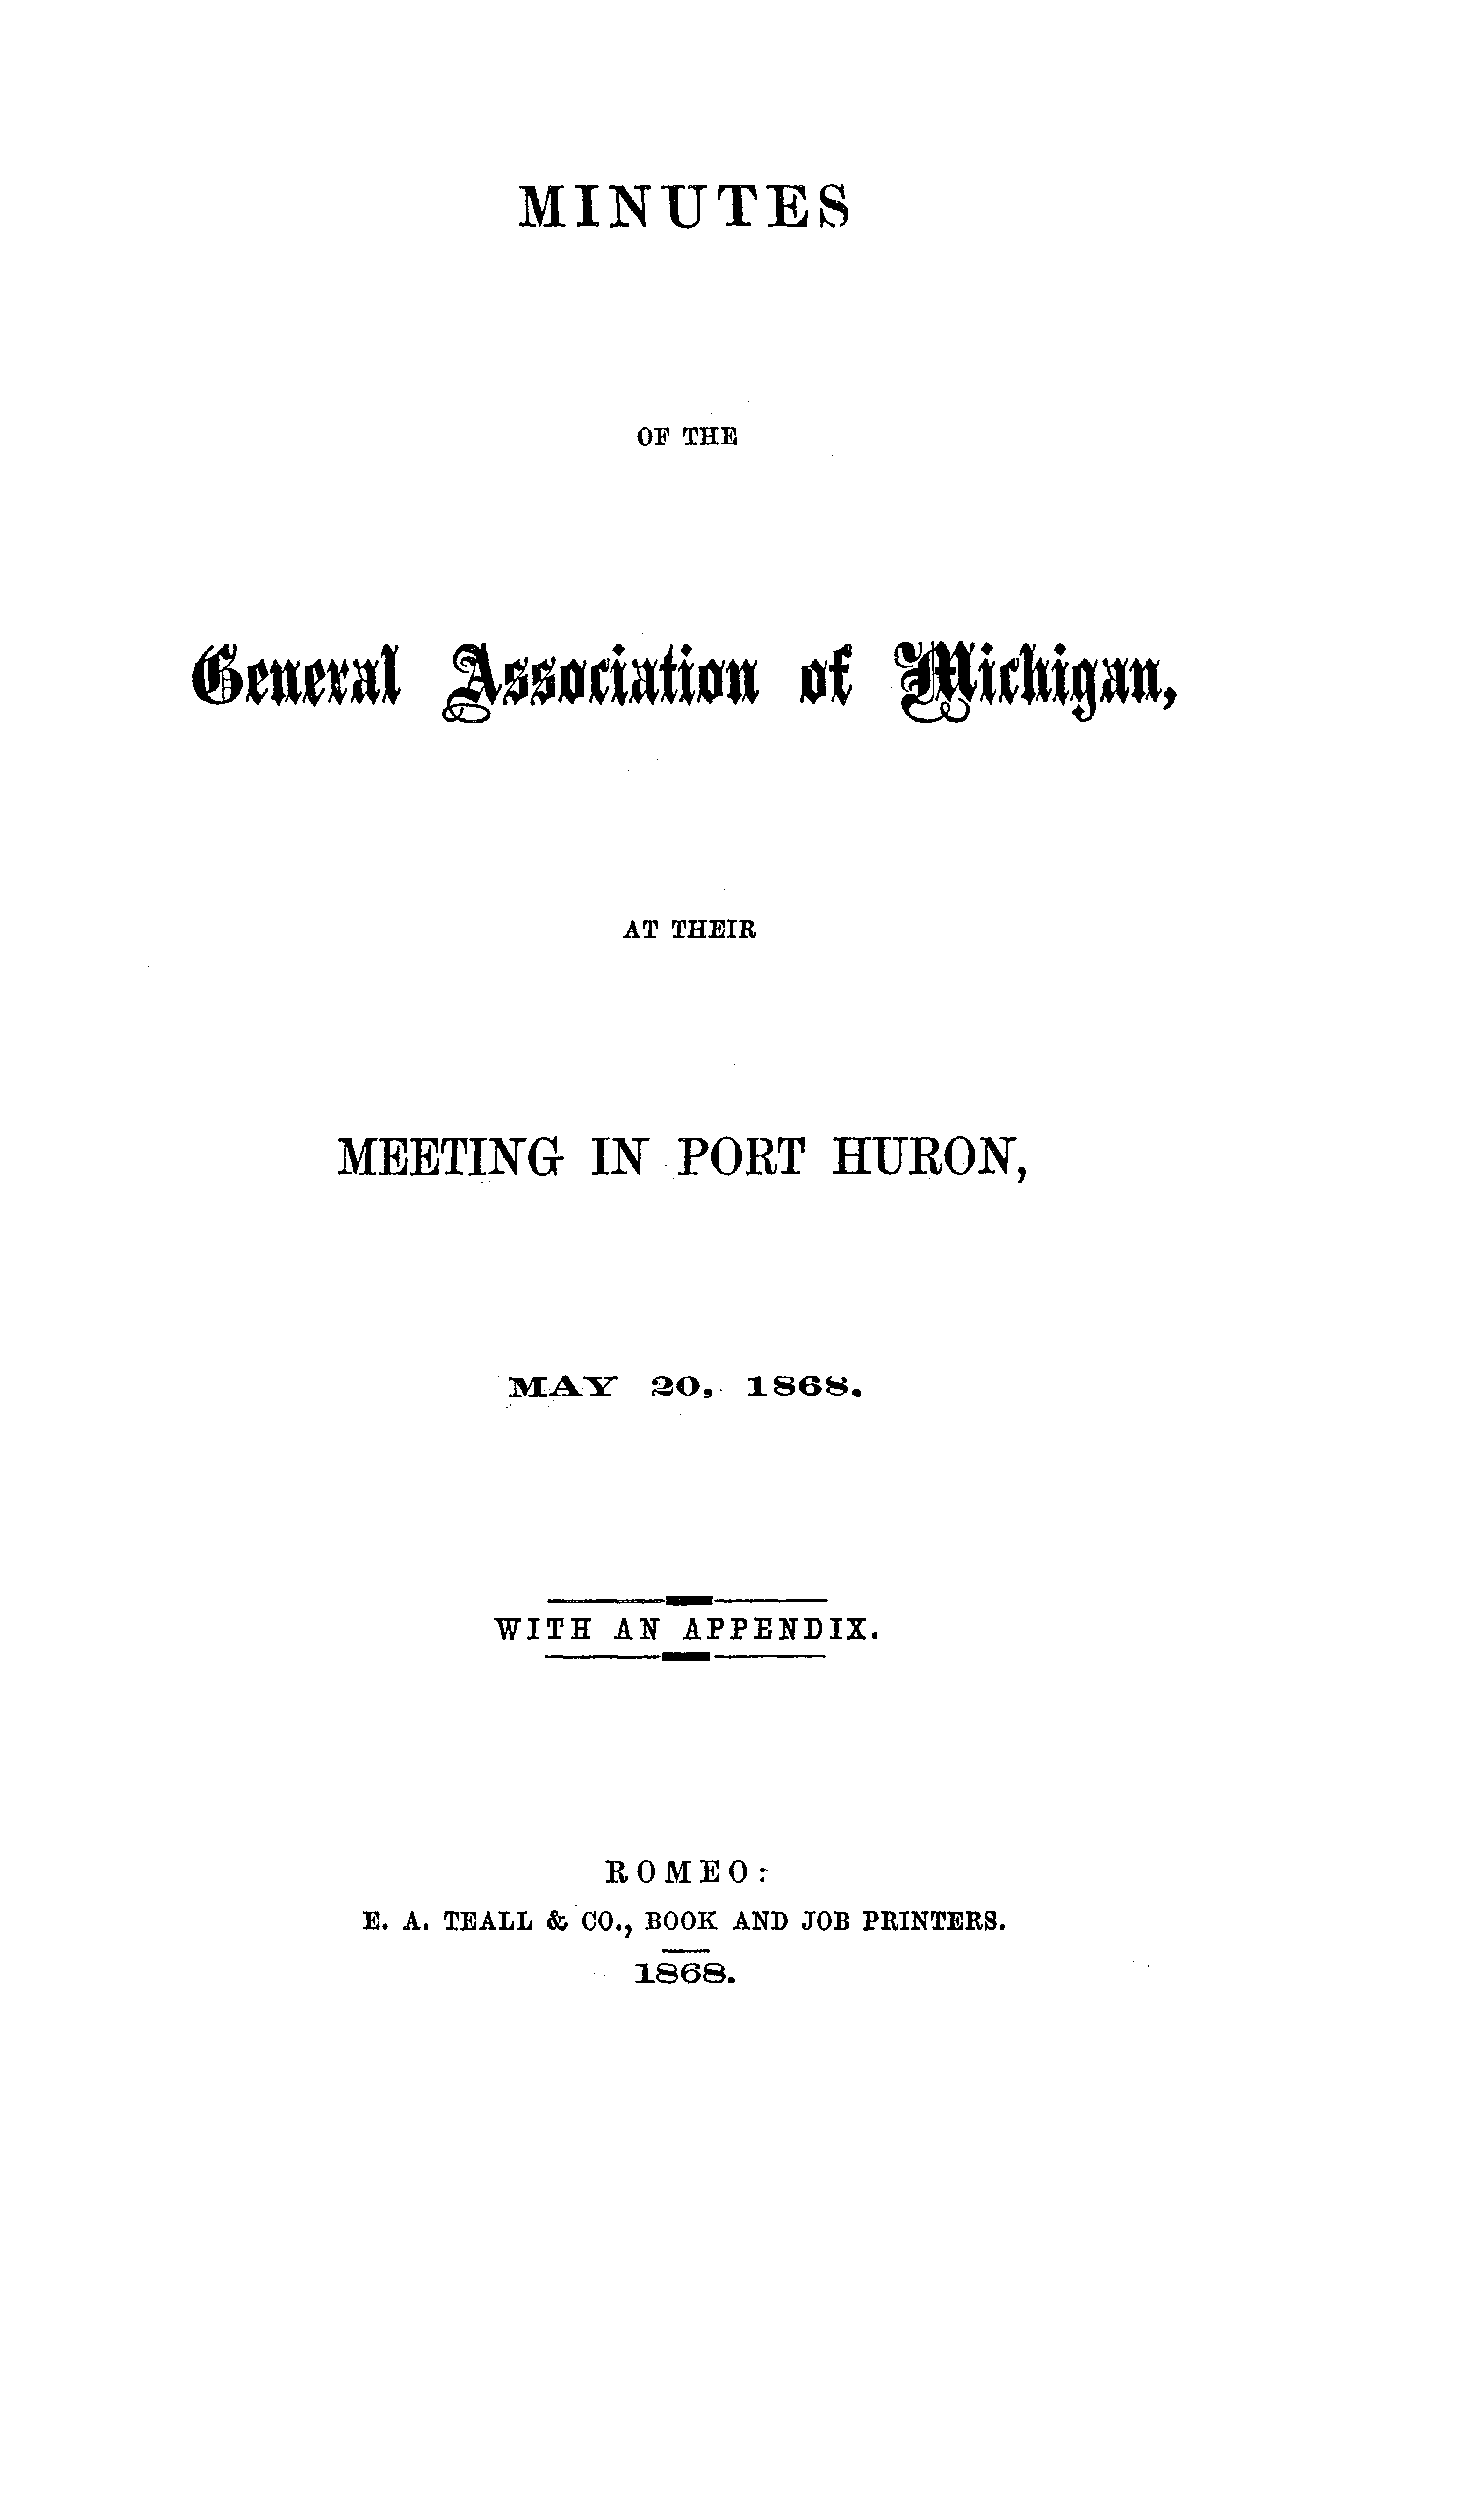 MINUTES
OF THE
General Association of Michigan,
AT THEIR
MEETING IN PORT HURON,
MAY 20, 1868.
WITH AN APPENDIX.
ROMEO:
E. A. TEALL & CO., BOOK AND JOB PRINTERS.
1868.